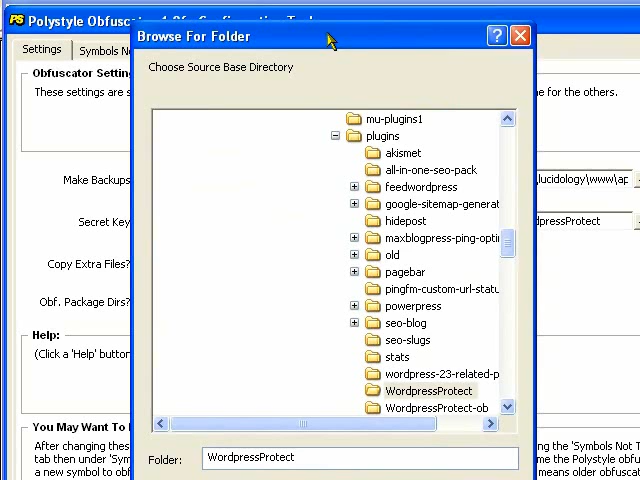 Polystyle Obfuscator
Browse For Folder
Settings
Symbols No
Choose Source Base Directory
Obfuscator Settin
These settings are s
me for the others.
mu-plugins1
plugins
akismet
all-in-one-seo-pack
Make Backups
lucidology\www\ap
feedwordpress
google-sitemap-generat
Secret Key
dpressProtect
hidepost
maxblogpress-ping-optin
old
Copy Extra Files?
pagebar
pingfm-custom-url-statu
Obf. Package Dirs?
powerpress
seo-blog
Help:
seo-slugs
(Click a 'Help' button
stats
wordpress-23-related-p
WordpressProtect
WordpressProtect-ob
You May Want To
After changing these
ng the 'Symbols Not T
tab then under 'Sym
me the Polystyle obfu
Folder:
WordpressProtect
a new symbol to obf
means older obfusca